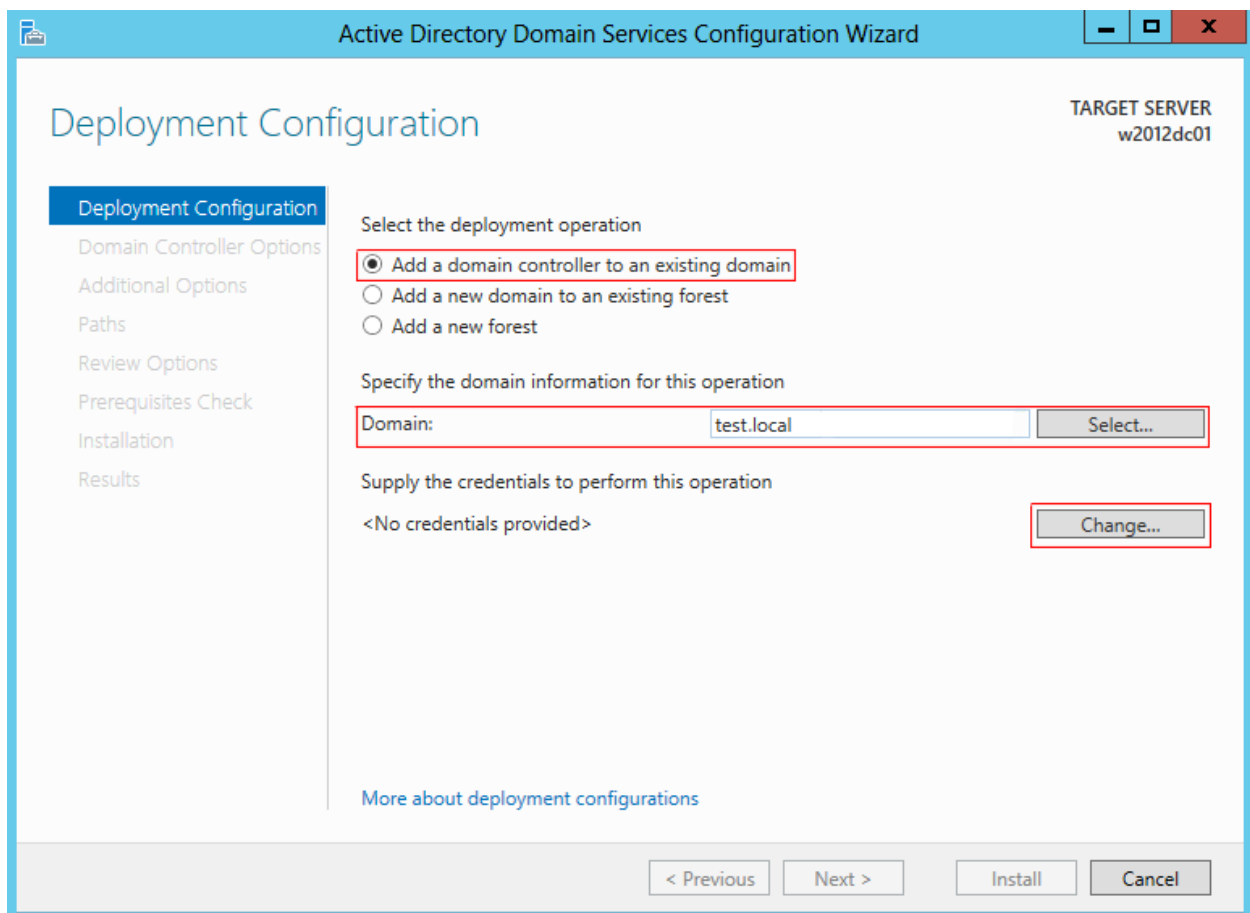 Active Directory Domain Services Configuration Wizard
Deployment Configuration
TARGET SERVER
w2012dc01
Deployment Configuration
Domain Controller Options
Additional Options
Paths
Review Options
Prerequisites Check
Installation
Results
Select the deployment operation
Add a domain controller to an existing domain
Add a new domain to an existing forest
Add a new forest
Specify the domain information for this operation
Domain: test.local Select...
Supply the credentials to perform this operation
<No credentials provided> Change...
More about deployment configurations
< Previous Next > Install Cancel